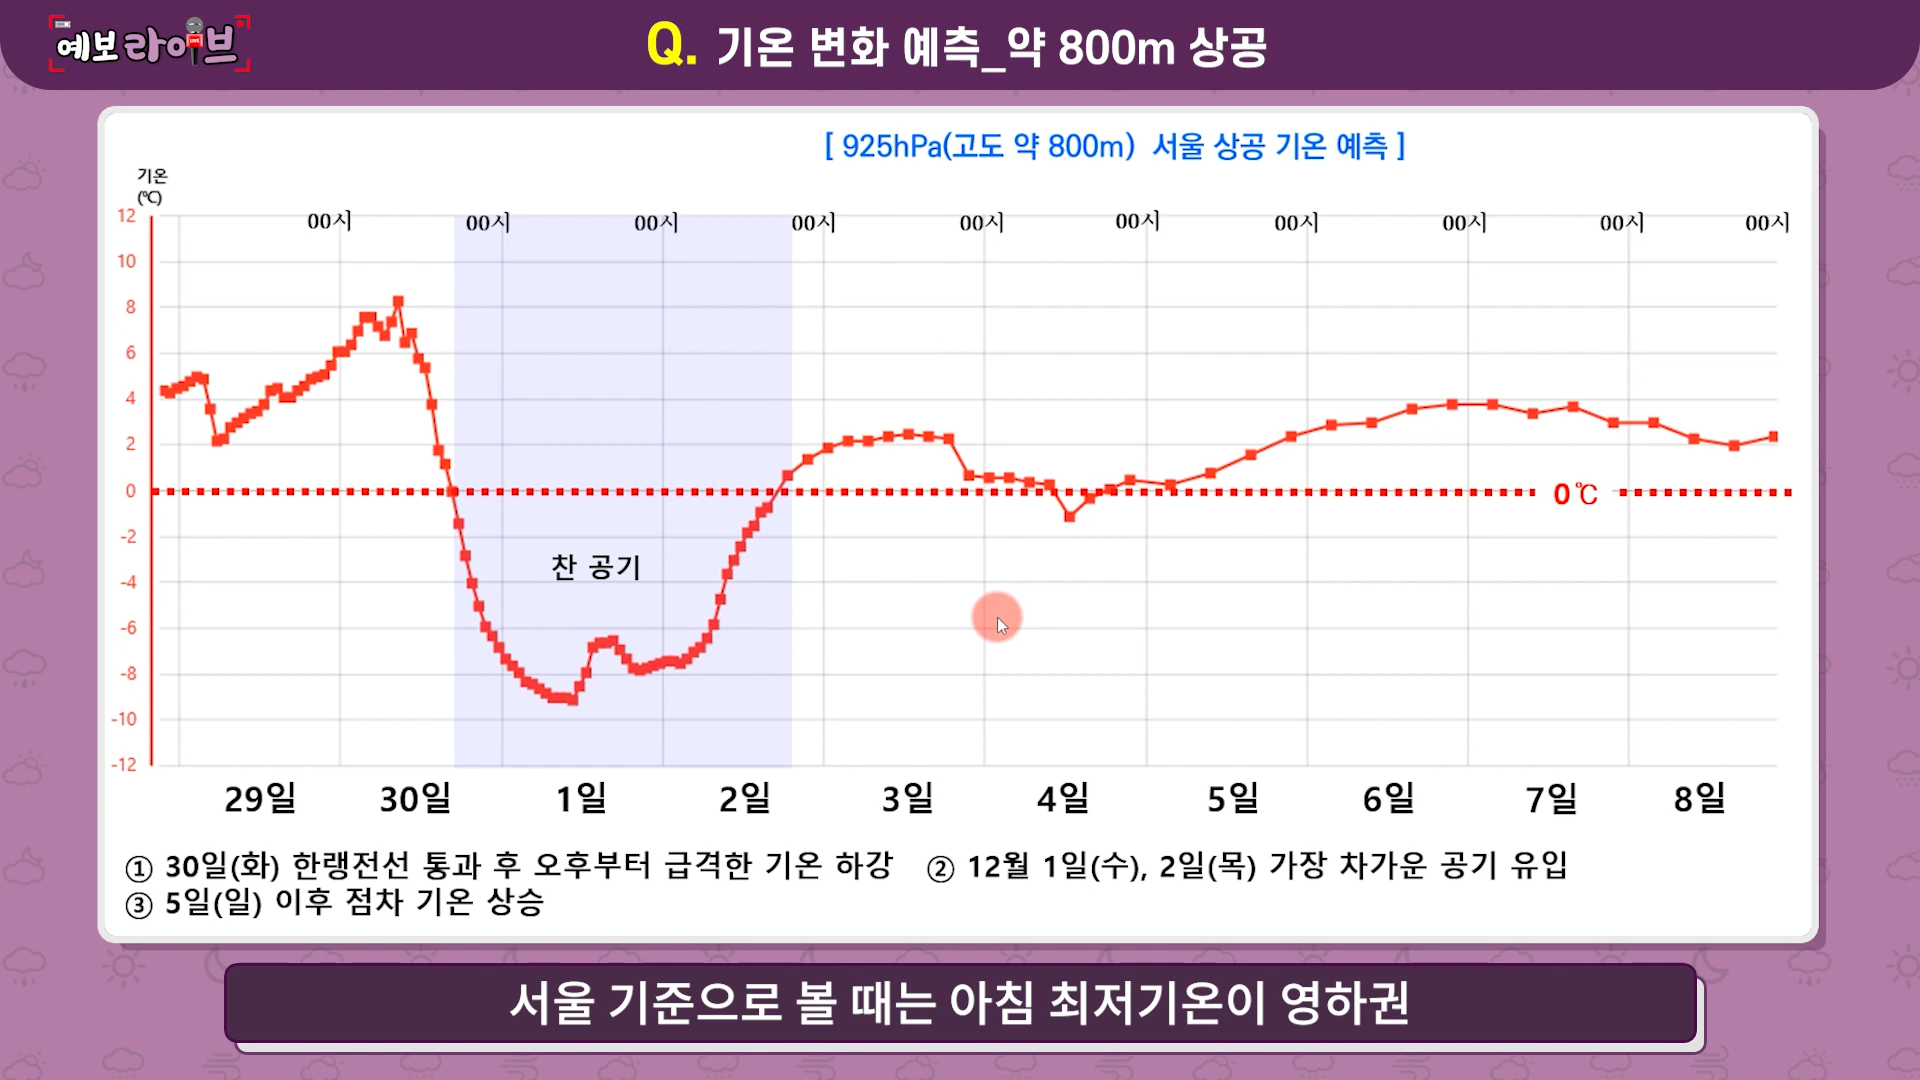 예보 라이브
Q. 기온 변화 예측_약 800m 상공
[ 925hPa(고도 약 800m) 서울 상공 기온 예측 ]
기온
(℃)
00시 00시 00시 00시 00시 00시 00시 00시 00시 00시
12
10
8
6
4
2
0
-2
-4
-6
-8
-10
-12
0℃
찬 공기
29일 30일 1일 2일 3일 4일 5일 6일 7일 8일
① 30일(화) 한랭전선 통과 후 오후부터 급격한 기온 하강 ② 12월 1일(수), 2일(목) 가장 차가운 공기 유입
③ 5일(일) 이후 점차 기온 상승
서울 기준으로 볼 때는 아침 최저기온이 영하권